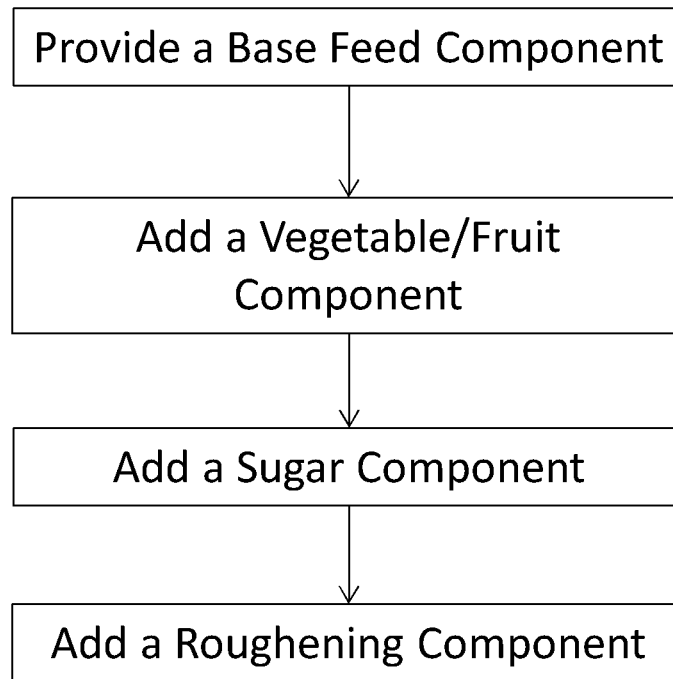 Provide a Base Feed Component
Add a Vegetable/Fruit
Component
Add a Sugar Component
Add a Roughening Component